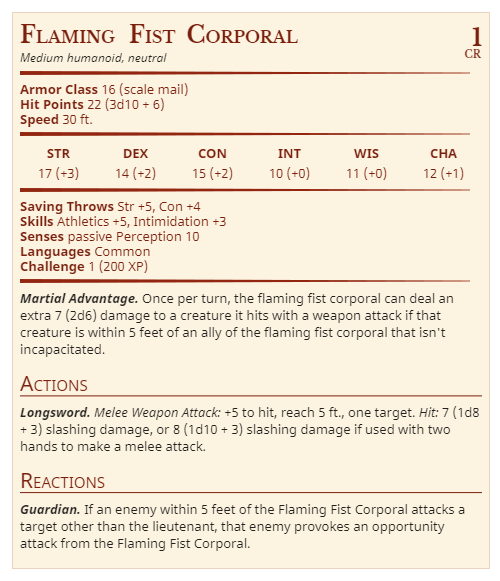 Flaming Fist Corporal
1
Medium humanoid, neutral
CR
Armor Class 16 (scale mail)
Hit Points 22 (3d10 + 6)
Speed 30 ft.
STR DEX CON INT WIS CHA
17 (+3) 14 (+2) 15 (+2) 10 (+0) 11 (+0) 12 (+1)
Saving Throws Str +5, Con +4
Skills Athletics +5, Intimidation +3
Senses passive Perception 10
Languages Common
Challenge 1 (200 XP)
Martial Advantage. Once per turn, the flaming fist corporal can deal an
extra 7 (2d6) damage to a creature it hits with a weapon attack if that
creature is within 5 feet of an ally of the flaming fist corporal that isn't
incapacitated.
Actions
Longsword. Melee Weapon Attack: +5 to hit, reach 5 ft., one target. Hit: 7 (1d8
+ 3) slashing damage, or 8 (1d10 + 3) slashing damage if used with two
hands to make a melee attack.
Reactions
Guardian. If an enemy within 5 feet of the Flaming Fist Corporal attacks a
target other than the lieutenant, that enemy provokes an opportunity
attack from the Flaming Fist Corporal.